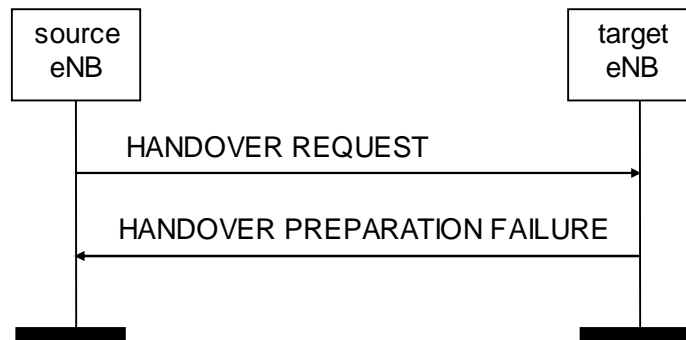 source
eNB
target
eNB
HANDOVER REQUEST
HANDOVER PREPARATION FAILURE